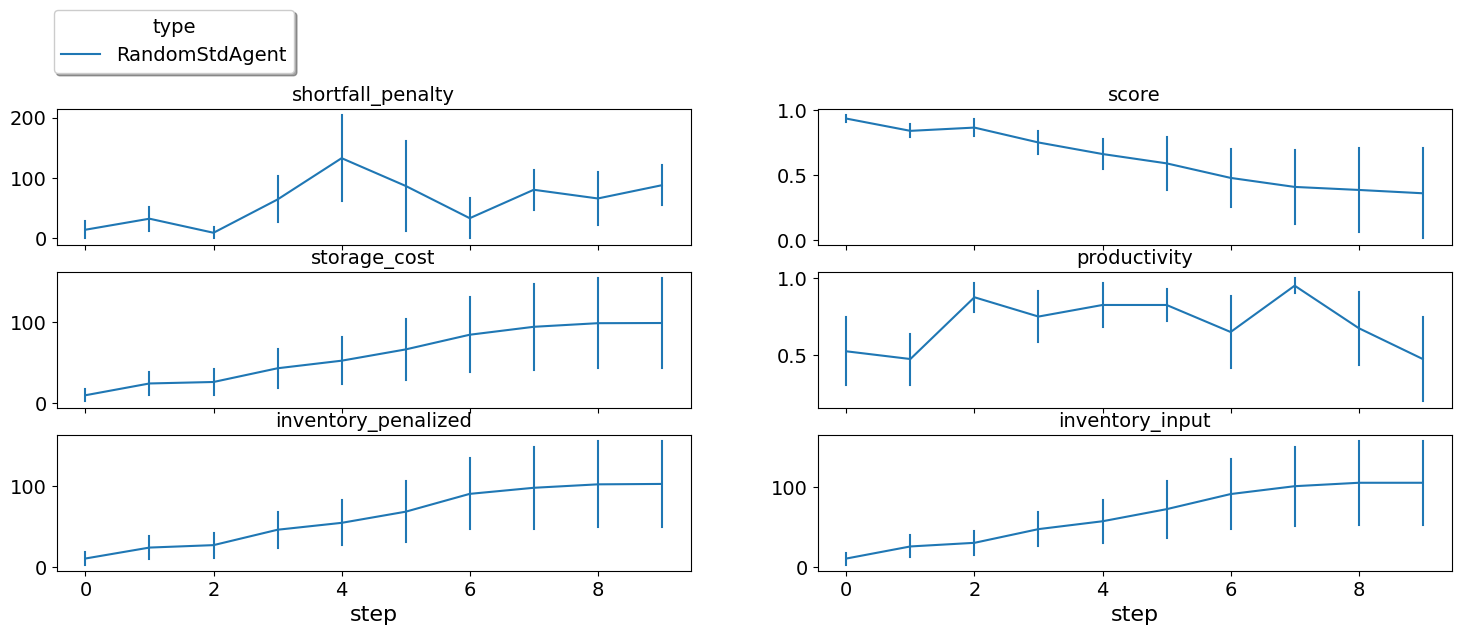 type
RandomStdAgent
shortfall_penalty
200
100
0
score
1.0
0.5
0.0
storage_cost
100
0
productivity
1.0
0.5
inventory_penalized
100
0
0 2 4 6 8
step
inventory_input
100
0
0 2 4 6 8
step